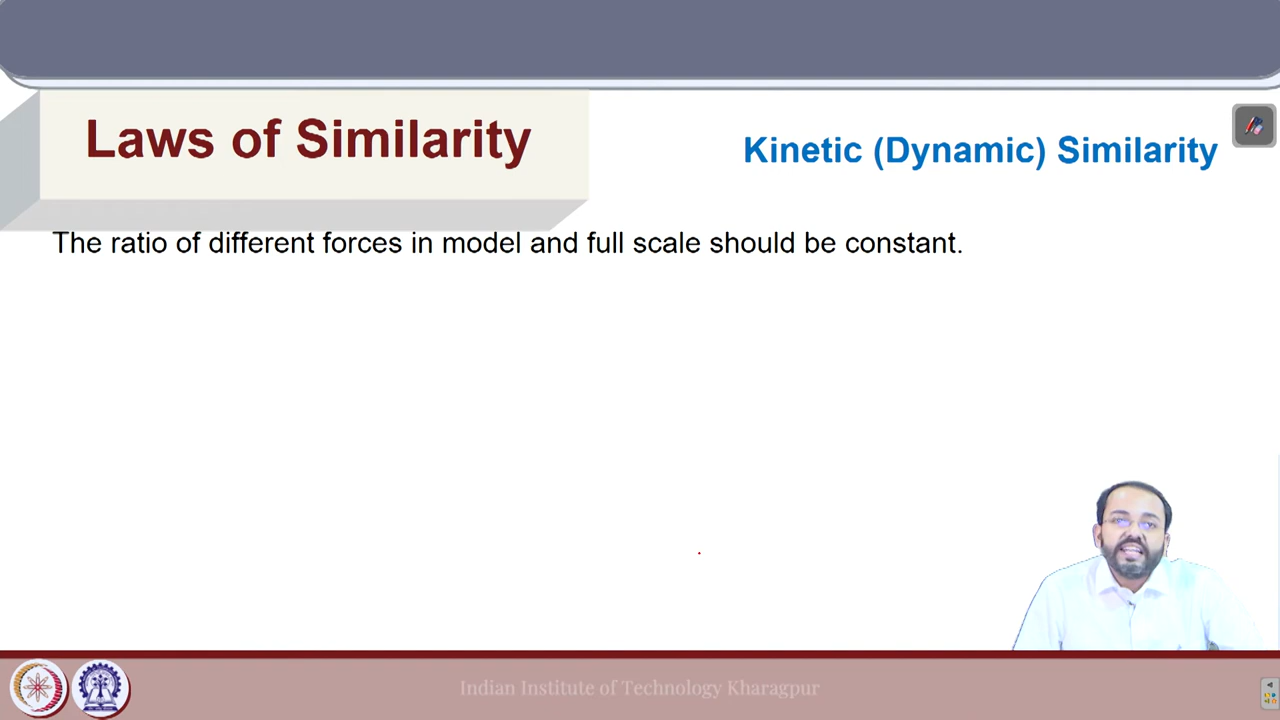 Laws of Similarity
Kinetic (Dynamic) Similarity
The ratio of different forces in model and full scale should be constant.
Indian Institute of Technology Kharagpur